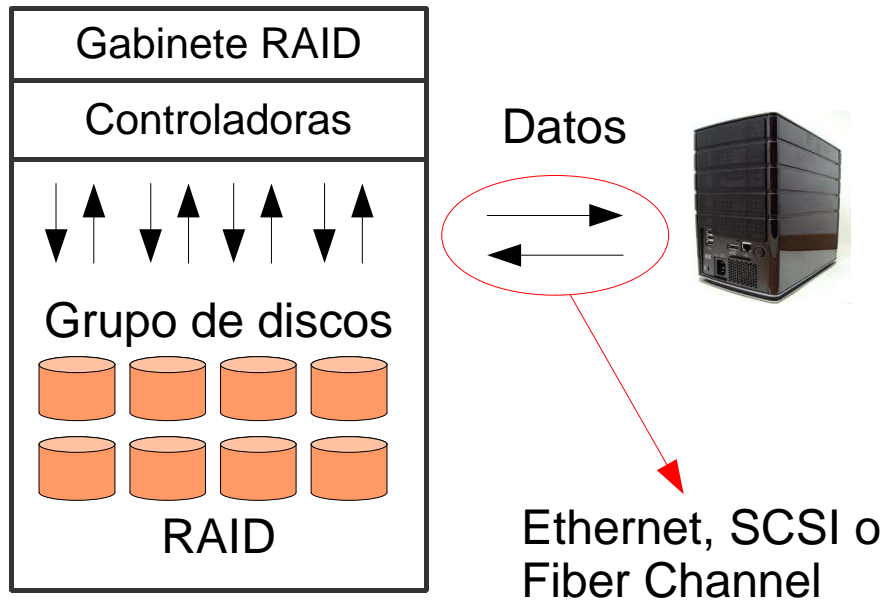 Gabinete RAID
Controladoras
Datos
Grupo de discos
RAID
Ethernet, SCSI o
Fiber Channel